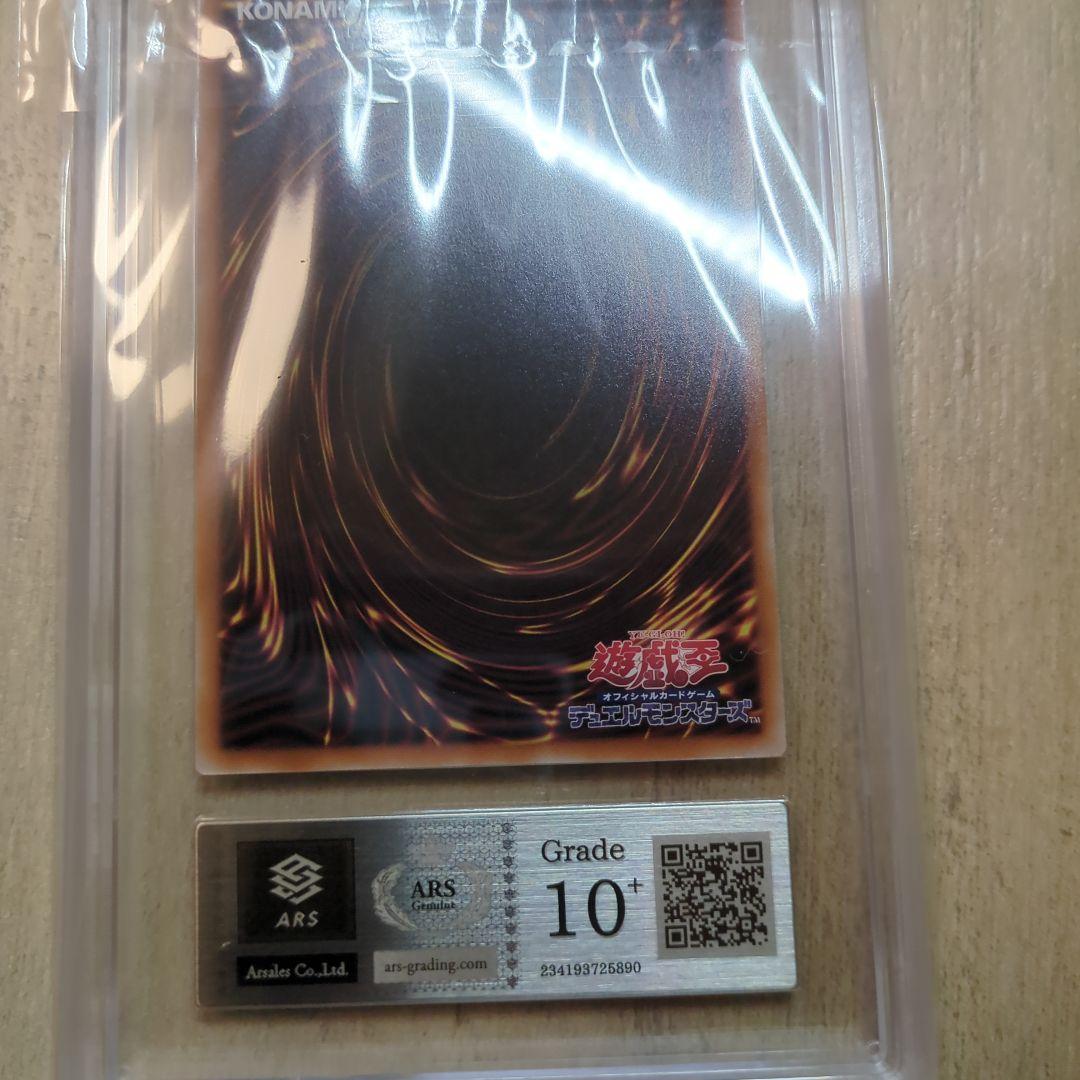 KONAMI
YU-GI-OH!
遊戯王
オフィシャルカードゲーム
デュエルモンスターズ™
ARS
Arsales Co.,Ltd.
ARS
Genuine
ars-grading.com
Grade
10+
234193725890